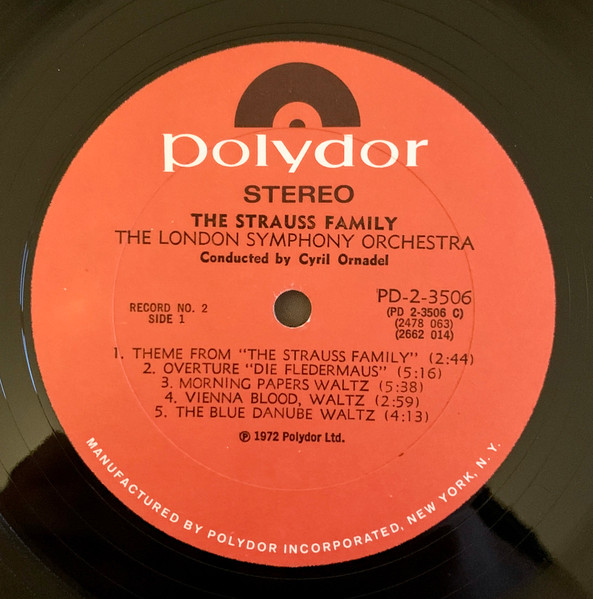 polydor
STEREO
THE STRAUSS FAMILY
THE LONDON SYMPHONY ORCHESTRA
Conducted by Cyril Ornadel
RECORD NO. 2
SIDE 1
PD-2-3506
(PD 2-3506 C)
(2478 063)
(2662 014)
1. THEME FROM "THE STRAUSS FAMILY" (2:44)
2. OVERTURE "DIE FLEDERMAUS" (5:16)
3. MORNING PAPERS WALTZ (5:38)
4. VIENNA BLOOD, WALTZ (2:59)
5. THE BLUE DANUBE WALTZ (4:13)
℗ 1972 Polydor Ltd.
MANUFACTURED BY POLYDOR INCORPORATED, NEW YORK, N. Y.